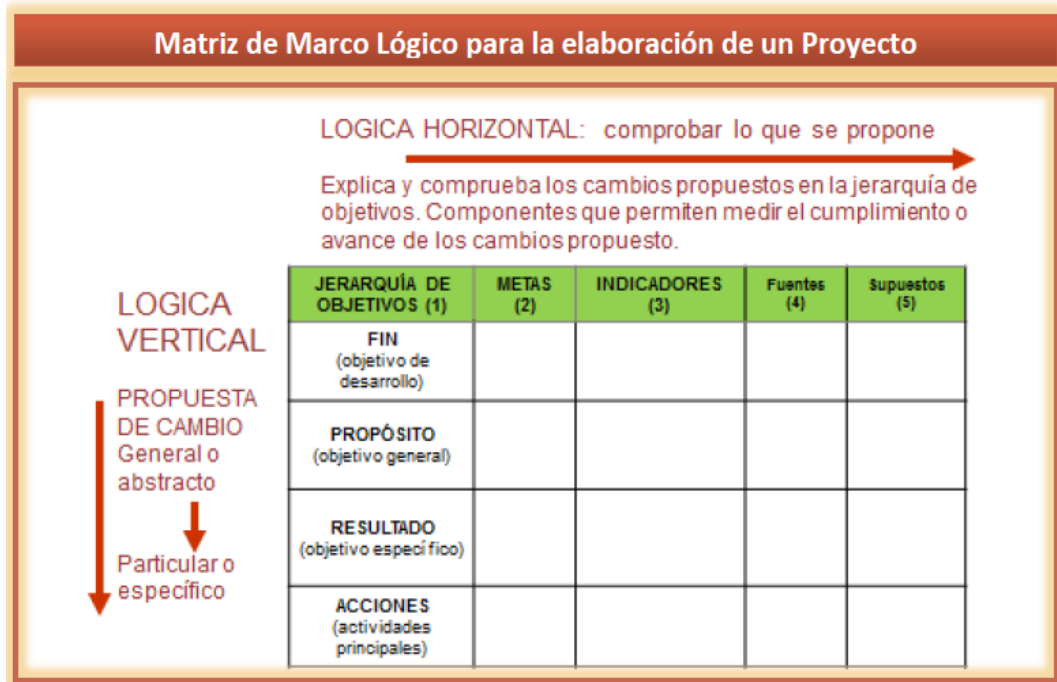 Matriz de Marco Lógico para la elaboración de un Proyecto
LOGICA HORIZONTAL: comprobar lo que se propone
Explica y comprueba los cambios propuestos en la jerarquía de
objetivos. Componentes que permiten medir el cumplimiento o
avance de los cambios propuesto.
LOGICA
VERTICAL
PROPUESTA
DE CAMBIO
General o
abstracto
Particular o
específico
JERARQUÍA DE
OBJETIVOS (1)
METAS
(2)
INDICADORES
(3)
Fuentes
(4)
Supuestos
(5)
FIN
(objetivo de
desarrollo)
PROPÓSITO
(objetivo general)
RESULTADO
(objetivo específico)
ACCIONES
(actividades
principales)